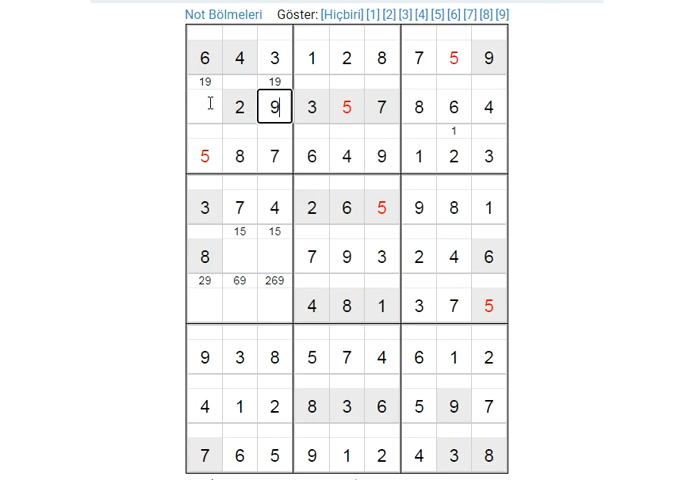 Not Bölmeleri Göster: [Hiçbiri] [1] [2] [3] [4] [5] [6] [7] [8] [9]
6 4 3 1 2 8 7 5 9
19 19
2 9 3 5 7 8 6 4
1
5 8 7 6 4 9 1 2 3
3 7 4 2 6 5 9 8 1
15 15
8 7 9 3 2 4 6
29 69 269
4 8 1 3 7 5
9 3 8 5 7 4 6 1 2
4 1 2 8 3 6 5 9 7
7 6 5 9 1 2 4 3 8